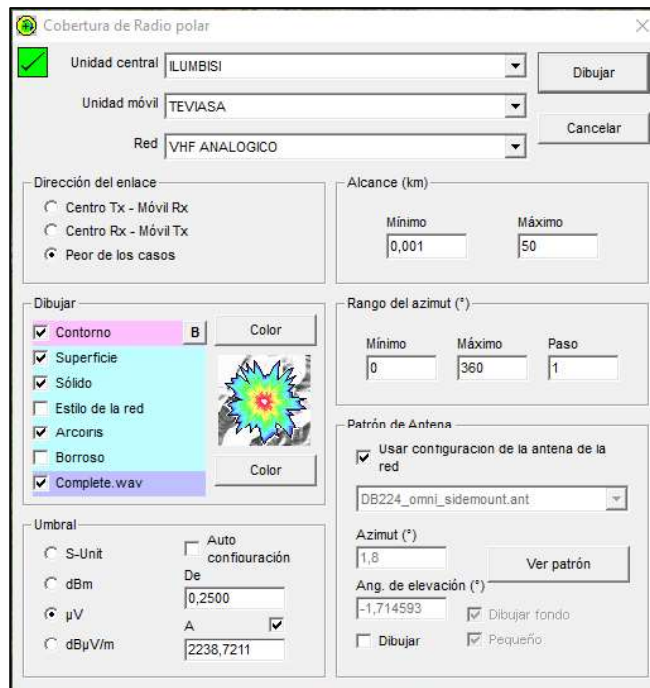 Cobertura de Radio polar
Unidad central ILUMBISI
Dibujar
Unidad móvil TEVIASA
Cancelar
Red VHF ANALOGICO
Dirección del enlace
Centro Tx - Móvil Rx
Centro Rx - Móvil Tx
Peor de los casos
Alcance (km)
Mínimo Máximo
0,001 50
Dibujar
Contorno B Color
Superficie
Sólido
Estilo de la red
Arcoiris
Borroso
Color
Complete.wav
Rango del azimut (°)
Mínimo Máximo Paso
0 360 1
Patrón de Antena
Usar configuración de la antena de la
red
DB224_omni_sidemount.ant
Azimut (°)
1,8
Ver patrón
Ang. de elevación (°)
-1,714593
Dibujar fondo
Dibujar
Pequeño
Umbral
S-Unit
Auto
configuración
dBm
De
0,2500
µV
A
dBµV/m
2238,7211